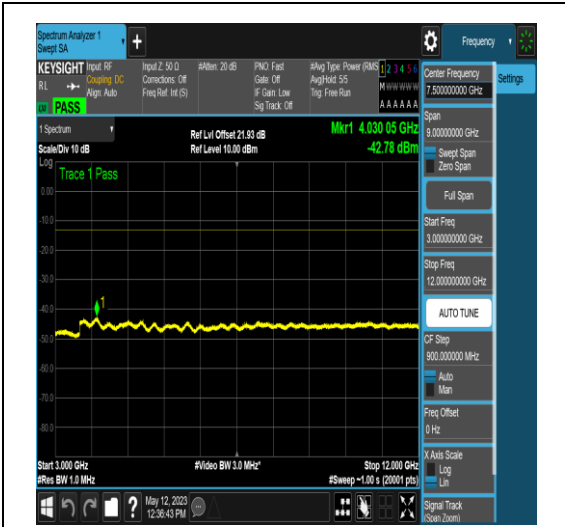 Spectrum Analyzer 1
Swept SA
Frequency
KEYSIGHT
RL
PASS
Input: RF
Coupling: DC
Align: Auto
Input Z: 50 Ω
Corrections: Off
Freq Ref: Int (S)
#Atten: 20 dB
PNO: Fast
Gate: Off
IF Gain: Low
Sig Track: Off
#Avg Type: Power (RMS
Avg|Hold: 5/5
Trig: Free Run
1 2 3 4 5 6
M w w w w w
A A A A A A
1 Spectrum
Scale/Div 10 dB
Ref Lvl Offset 21.93 dB
Ref Level 10.00 dBm
Mkr1 4.030 05 GHz
-42.78 dBm
Log
Trace 1 Pass
0.00
-10.0
-20.0
-30.0
-40.0
-50.0
-60.0
-70.0
-80.0
1
Start 3.000 GHz
#Video BW 3.0 MHz*
Stop 12.000 GHz
#Res BW 1.0 MHz
#Sweep ~1.00 s (20001 pts)
May 12, 2023
12:36:43 PM
Center Frequency
7.500000000 GHz
Settings
Span
9.00000000 GHz
Swept Span
Zero Span
Full Span
Start Freq
3.000000000 GHz
Stop Freq
12.000000000 GHz
AUTO TUNE
CF Step
900.000000 MHz
Auto
Man
Freq Offset
0 Hz
X Axis Scale
Log
Lin
Signal Track
(Span Zoom)